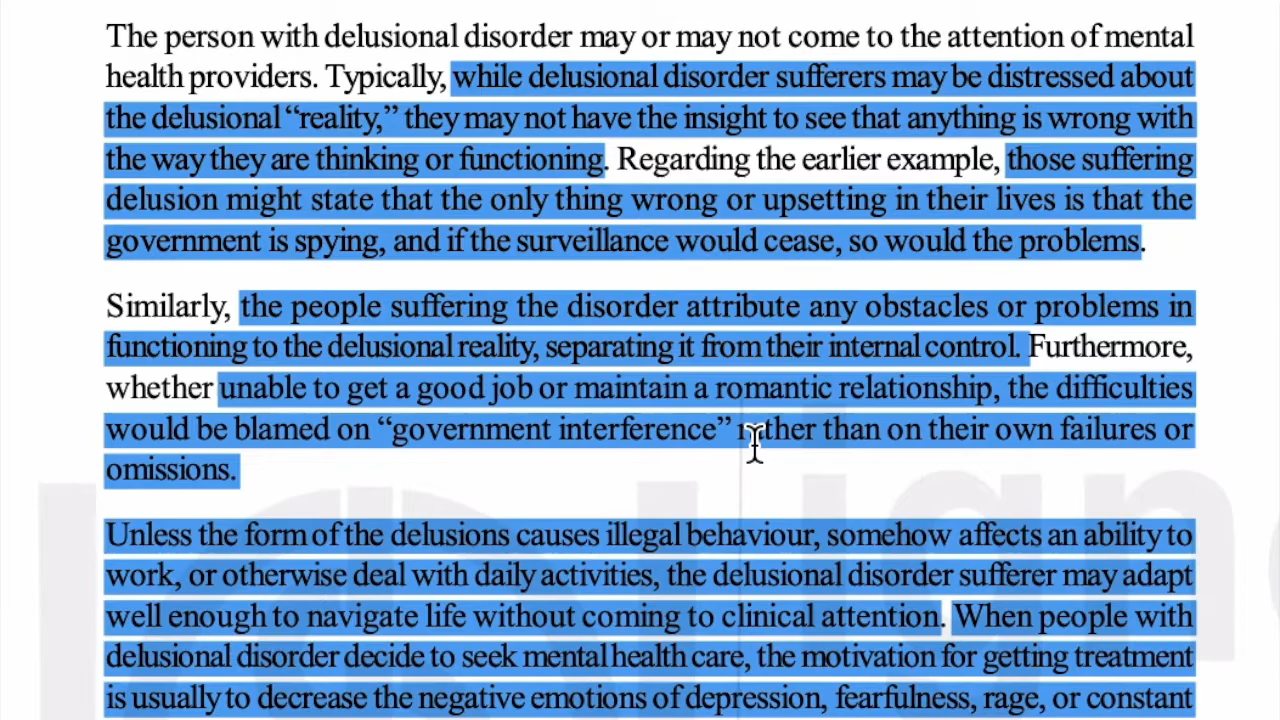 The person with delusional disorder may or may not come to the attention of mental
health providers. Typically, while delusional disorder sufferers may be distressed about
the delusional “reality,” they may not have the insight to see that anything is wrong with
the way they are thinking or functioning. Regarding the earlier example, those suffering
delusion might state that the only thing wrong or upsetting in their lives is that the
government is spying, and if the surveillance would cease, so would the problems.
Similarly, the people suffering the disorder attribute any obstacles or problems in
functioning to the delusional reality, separating it from their internal control. Furthermore,
whether unable to get a good job or maintain a romantic relationship, the difficulties
would be blamed on “government interference” rather than on their own failures or
omissions.
Unless the form of the delusions causes illegal behaviour, somehow affects an ability to
work, or otherwise deal with daily activities, the delusional disorder sufferer may adapt
well enough to navigate life without coming to clinical attention. When people with
delusional disorder decide to seek mental health care, the motivation for getting treatment
is usually to decrease the negative emotions of depression, fearfulness, rage, or constant